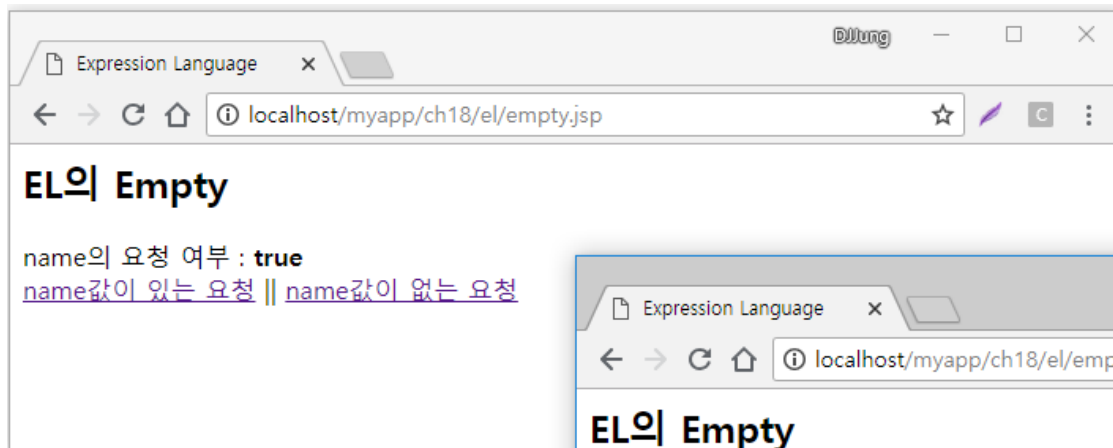 DJJung
Expression Language
localhost/myapp/ch18/el/empty.jsp
C
EL의 Empty
name의 요청 여부 : true
name값이 있는 요청 || name값이 없는 요청
Expression Language
localhost/myapp/ch18/el/emp
EL의 Empty